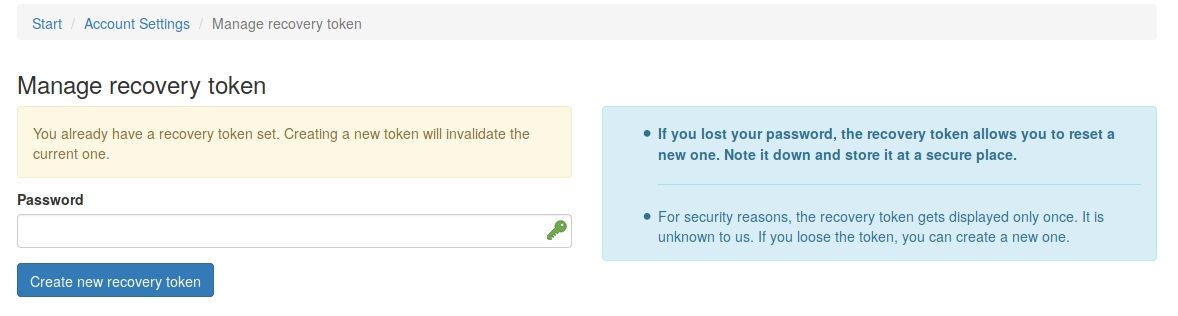 Start / Account Settings / Manage recovery token
Manage recovery token
You already have a recovery token set. Creating a new token will invalidate the
current one.
Password
Create new recovery token
• If you lost your password, the recovery token allows you to reset a
new one. Note it down and store it at a secure place.
• For security reasons, the recovery token gets displayed only once. It is
unknown to us. If you loose the token, you can create a new one.